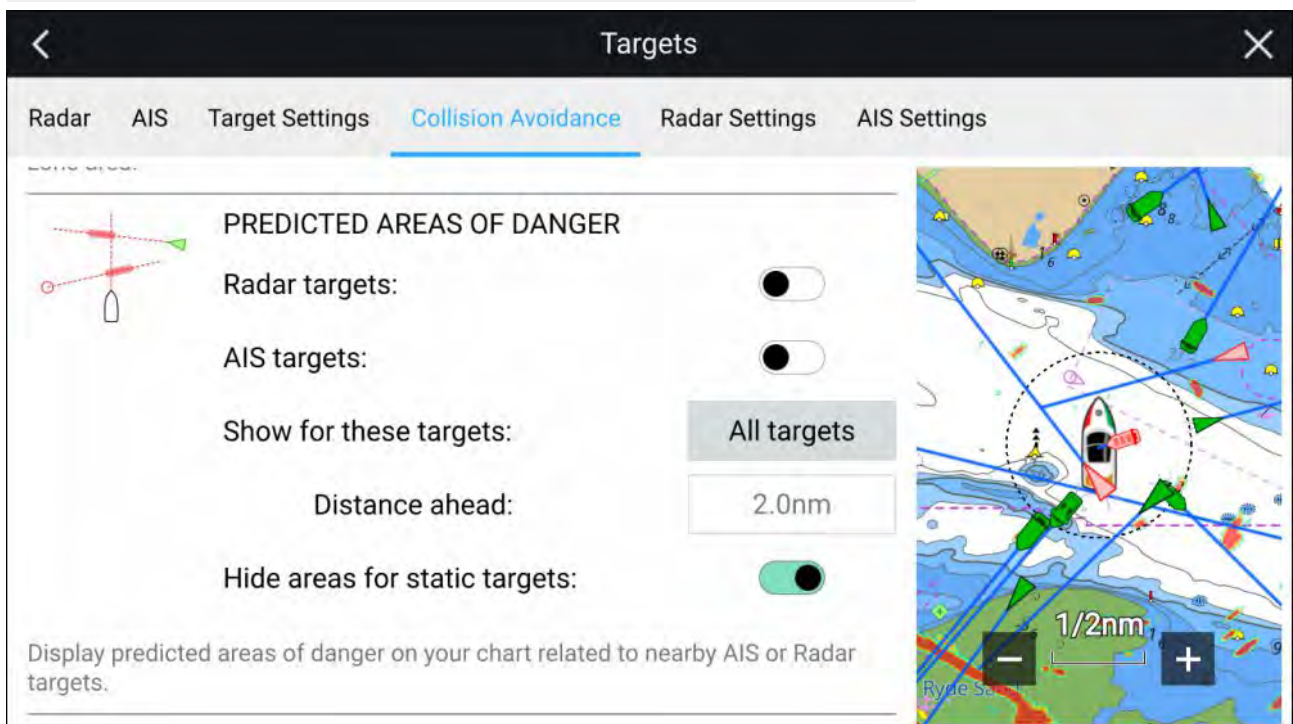 Targets
Radar AIS Target Settings Collision Avoidance Radar Settings AIS Settings
PREDICTED AREAS OF DANGER
Radar targets:
AIS targets:
Show for these targets: All targets
Distance ahead: 2.0nm
Hide areas for static targets:
Display predicted areas of danger on your chart related to nearby AIS or Radar
targets.
1/2nm
Ryde